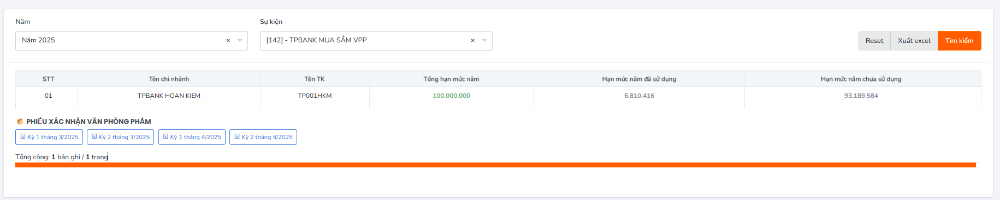 Năm Sự kiện
Năm 2025 × [142] - TPBANK MUA SẮM VPP × Reset Xuất excel Tìm kiếm
STT Tên chi nhánh Tên TK Tổng hạn mức năm Hạn mức năm đã sử dụng Hạn mức năm chưa sử dụng
01 TPBANK HOAN KIEM TP001HKM 100.000.000 6.810.416 93.189.584
PHIẾU XÁC NHẬN VĂN PHÒNG PHẨM
Kỳ 1 tháng 3/2025 Kỳ 2 tháng 3/2025 Kỳ 1 tháng 4/2025 Kỳ 2 tháng 4/2025
Tổng cộng: 1 bản ghi / 1 trang